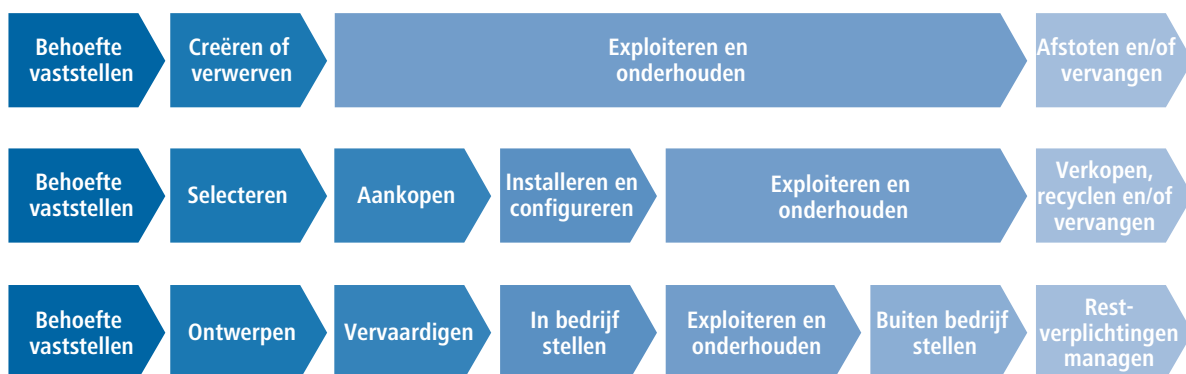 Behoefte
vaststellen
Creëren of
verwerven
Exploiteren en
onderhouden
Afstoten en/of
vervangen
Behoefte
vaststellen
Selecteren
Aankopen
Installeren en
configureren
Exploiteren en
onderhouden
Verkopen,
recyclen en/of
vervangen
Behoefte
vaststellen
Ontwerpen
Vervaardigen
In bedrijf
stellen
Exploiteren en
onderhouden
Buiten bedrijf
stellen
Rest-
verplichtingen
managen